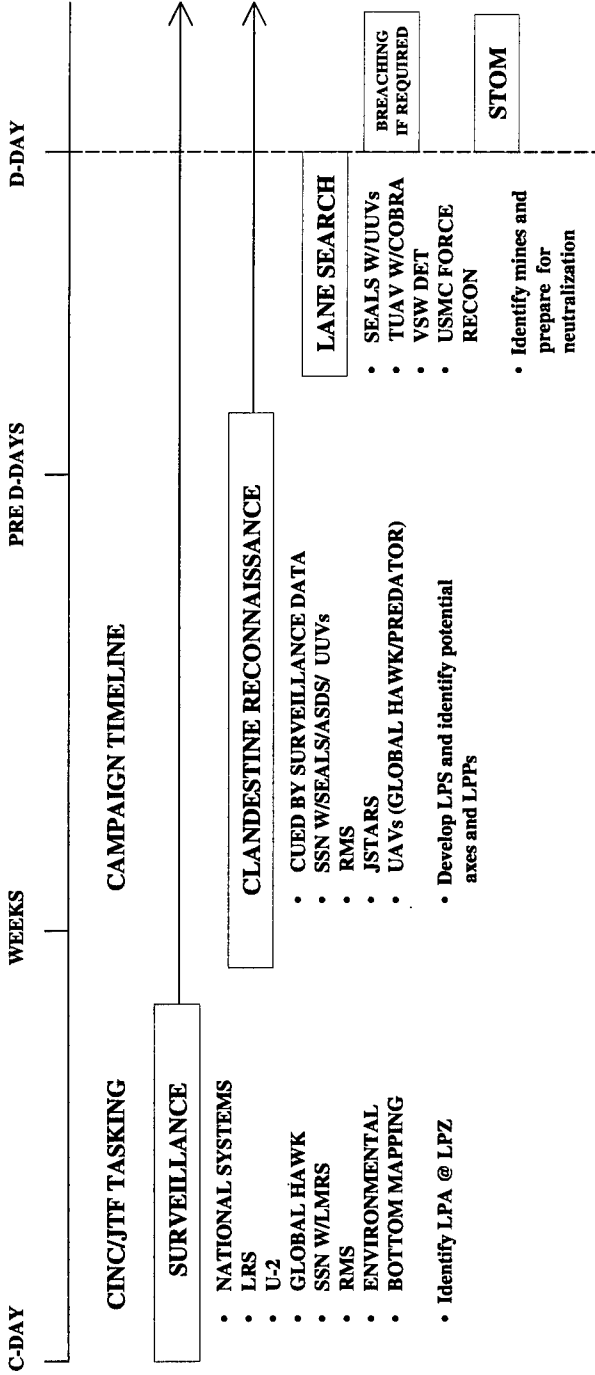 C-DAY
WEEKS
PRE D-DAYS
D-DAY
CINC/JTF TASKING
CAMPAIGN TIMELINE
SURVEILLANCE
• NATIONAL SYSTEMS
• LRS
• U-2
• GLOBAL HAWK
• SSN W/LMRS
• RMS
• ENVIRONMENTAL
• BOTTOM MAPPING
• Identify LPA @ LPZ
CLANDESTINE RECONNAISSANCE
• CUED BY SURVEILLANCE DATA
• SSN W/SEALS/ASDS/ UUVs
• RMS
• JSTARS
• UAVs (GLOBAL HAWK/PREDATOR)
• Develop LPS and identify potential
axes and LPPs
LANE SEARCH
• SEALS W/UUVs
• TUAV W/COBRA
• VSW DET
• USMC FORCE
RECON
• Identify mines and
prepare for
neutralization
BREACHING
IF REQUIRED
STOM